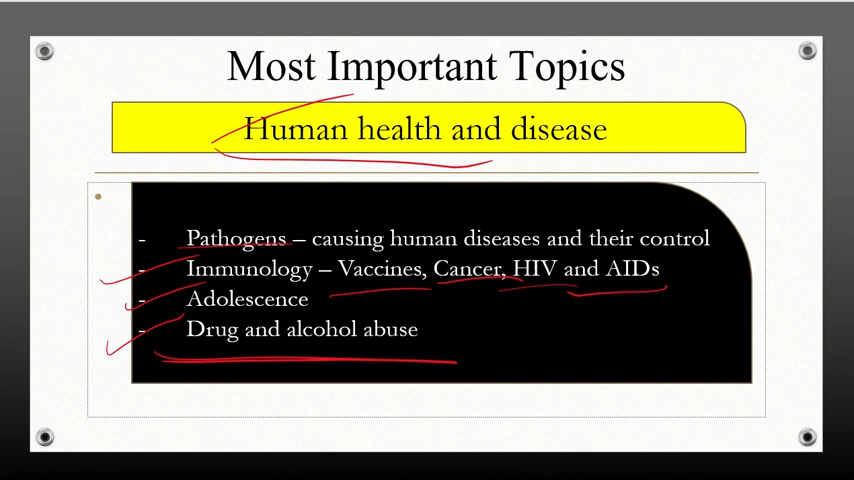 Most Important Topics
Human health and disease
- Pathogens – causing human diseases and their control
- Immunology – Vaccines, Cancer, HIV and AIDs
- Adolescence
- Drug and alcohol abuse